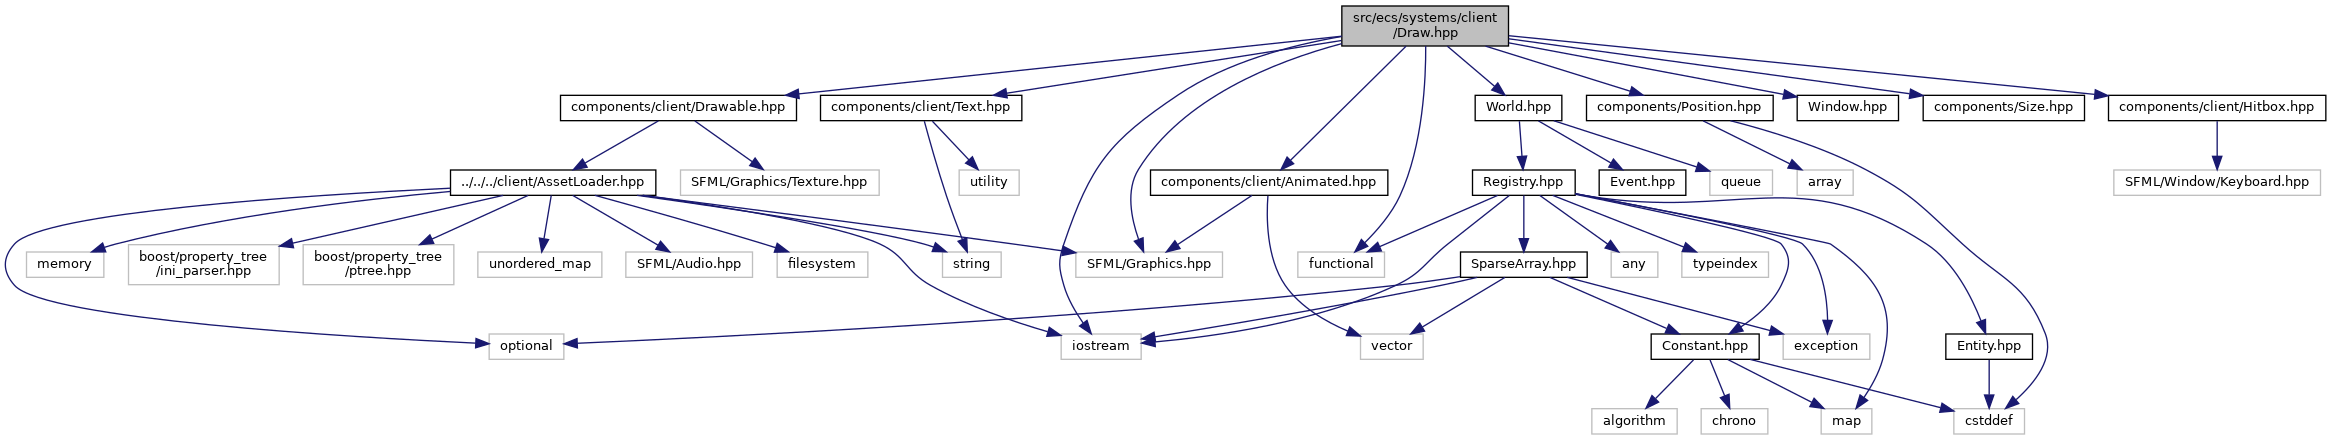 src/ecs/systems/client
/Draw.hpp
components/client/Drawable.hpp
components/client/Text.hpp
World.hpp
components/Position.hpp
Window.hpp
components/Size.hpp
components/client/Hitbox.hpp
../../../client/AssetLoader.hpp
SFML/Graphics/Texture.hpp
utility
components/client/Animated.hpp
Registry.hpp
Event.hpp
queue
array
SFML/Window/Keyboard.hpp
memory
boost/property_tree
/ini_parser.hpp
boost/property_tree
/ptree.hpp
unordered_map
SFML/Audio.hpp
filesystem
string
SFML/Graphics.hpp
functional
SparseArray.hpp
any
typeindex
optional
iostream
vector
Constant.hpp
exception
Entity.hpp
algorithm
chrono
map
cstddef